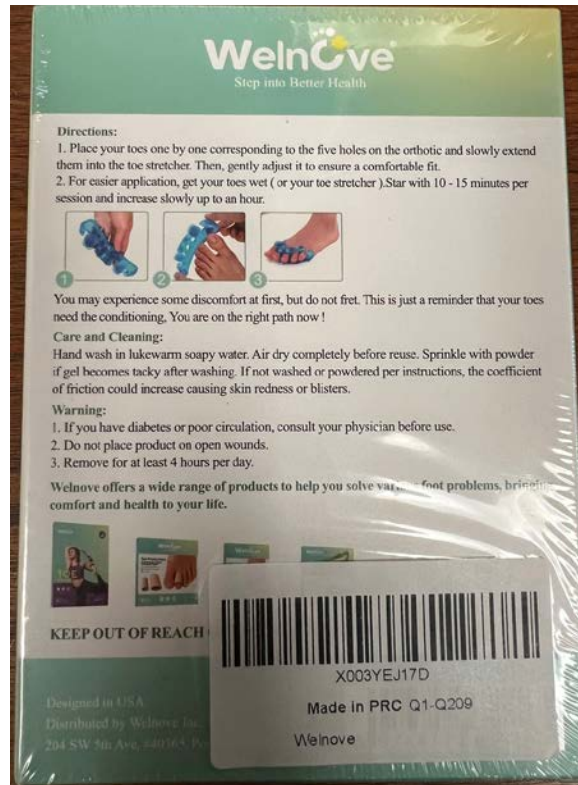 WelnOve
Step into Better Health
Directions:
1. Place your toes one by one corresponding to the five holes on the orthotic and slowly extend
them into the toe stretcher. Then, gently adjust it to ensure a comfortable fit.
2. For easier application, get your toes wet ( or your toe stretcher ).Star with 10 - 15 minutes per
session and increase slowly up to an hour.
1 2 3
You may experience some discomfort at first, but do not fret. This is just a reminder that your toes
need the conditioning, You are on the right path now !
Care and Cleaning:
Hand wash in lukewarm soapy water. Air dry completely before reuse. Sprinkle with powder
if gel becomes tacky after washing. If not washed or powdered per instructions, the coefficient
of friction could increase causing skin redness or blisters.
Warning:
1. If you have diabetes or poor circulation, consult your physician before use.
2. Do not place product on open wounds.
3. Remove for at least 4 hours per day.
Welnove offers a wide range of products to help you solve foot problems, bringing
comfort and health to your life.
KEEP OUT OF REACH
X003YEJ17D
Made in PRC Q1-Q209
Welnove
Designed in USA
Distributed by Welnove Inc.
204 SW 5th Ave,